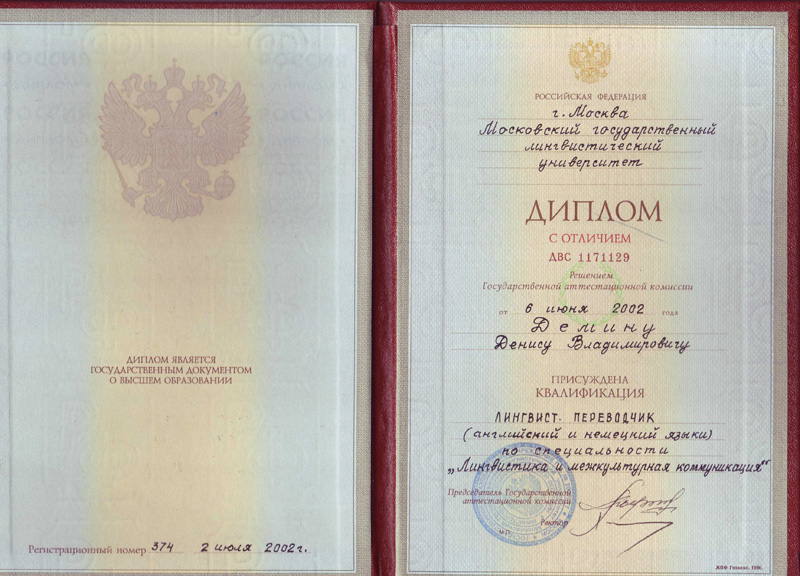 ДИПЛОМ ЯВЛЯЕТСЯ
ГОСУДАРСТВЕННЫМ ДОКУМЕНТОМ
О ВЫСШЕМ ОБРАЗОВАНИИ
Регистрационный номер 374 2 июля 2002г.
РОССИЙСКАЯ ФЕДЕРАЦИЯ
г. Москва
Московский государственный
лингвистический
университет
ДИПЛОМ
С ОТЛИЧИЕМ
ДВС 1171129
Решением
Государственной аттестационной комиссии
от 6 июня 2002 года
Демину
Денису Владимировичу
ПРИСУЖДЕНА
КВАЛИФИКАЦИЯ
ЛИНГВИСТ. ПЕРЕВОДЧИК
(английский и немецкий языки)
по специальности
„Лингвистика и межкультурная коммуникация"
Председатель Государственной
аттестационной комиссии
Ректор